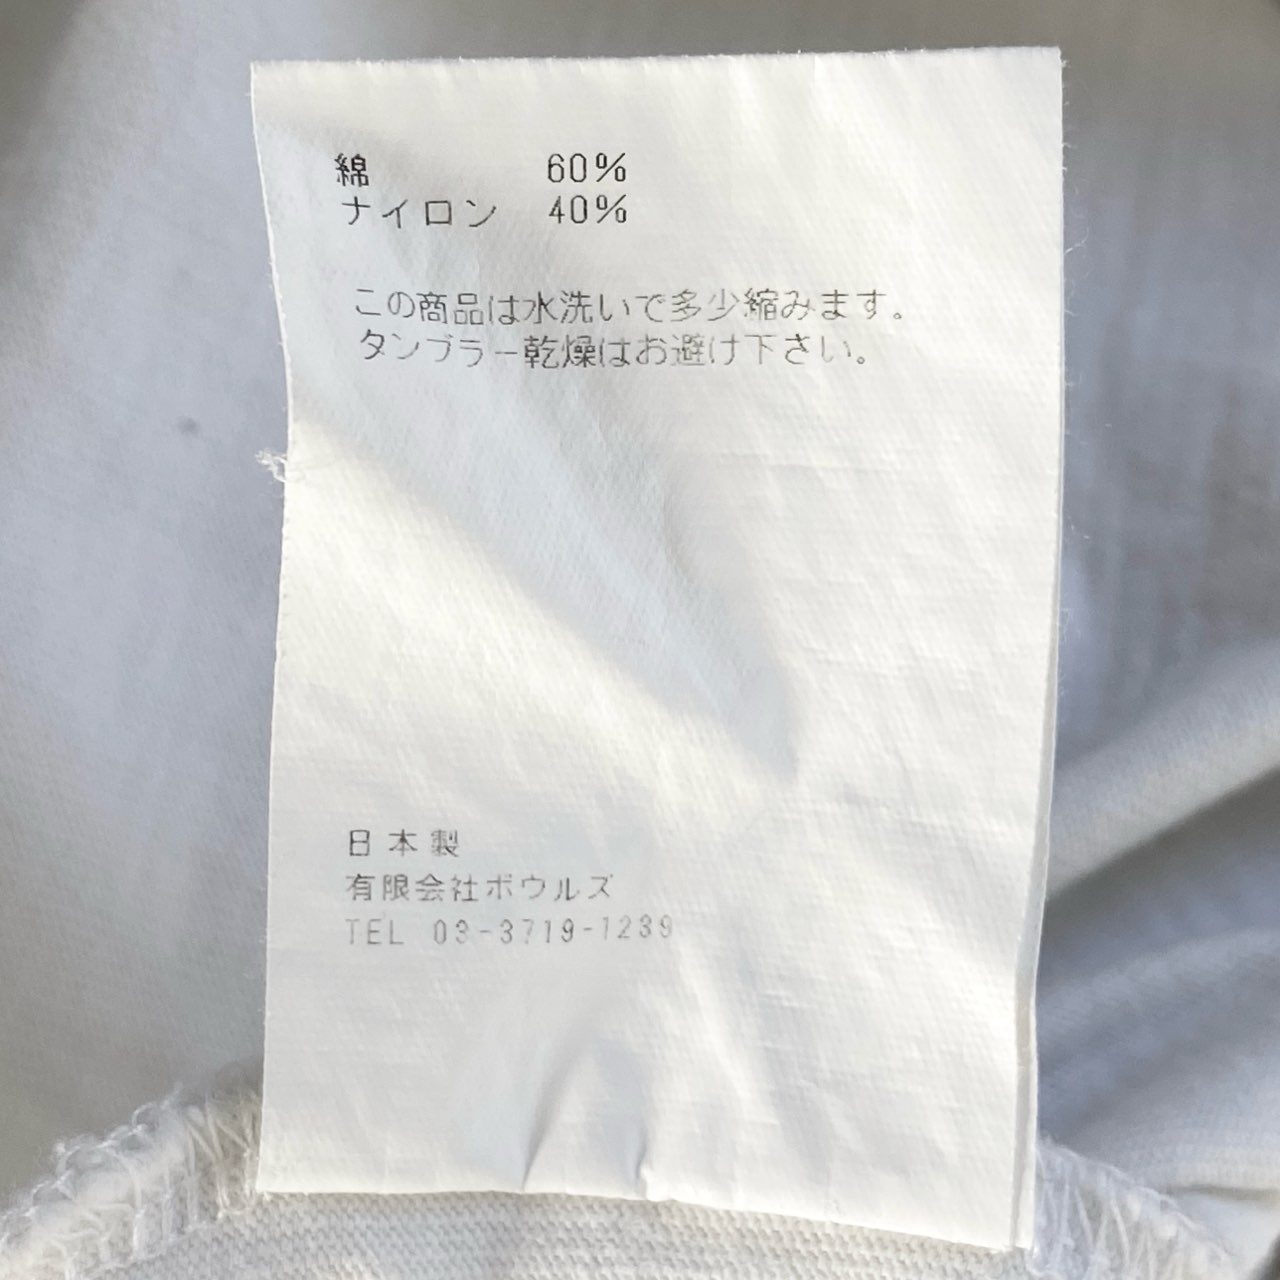 綿 60%
ナイロン 40%
この商品は水洗いで多少縮みます。
タンブラー乾燥はお避け下さい。
日本製
有限会社ボウルズ
TEL 03-3719-1239